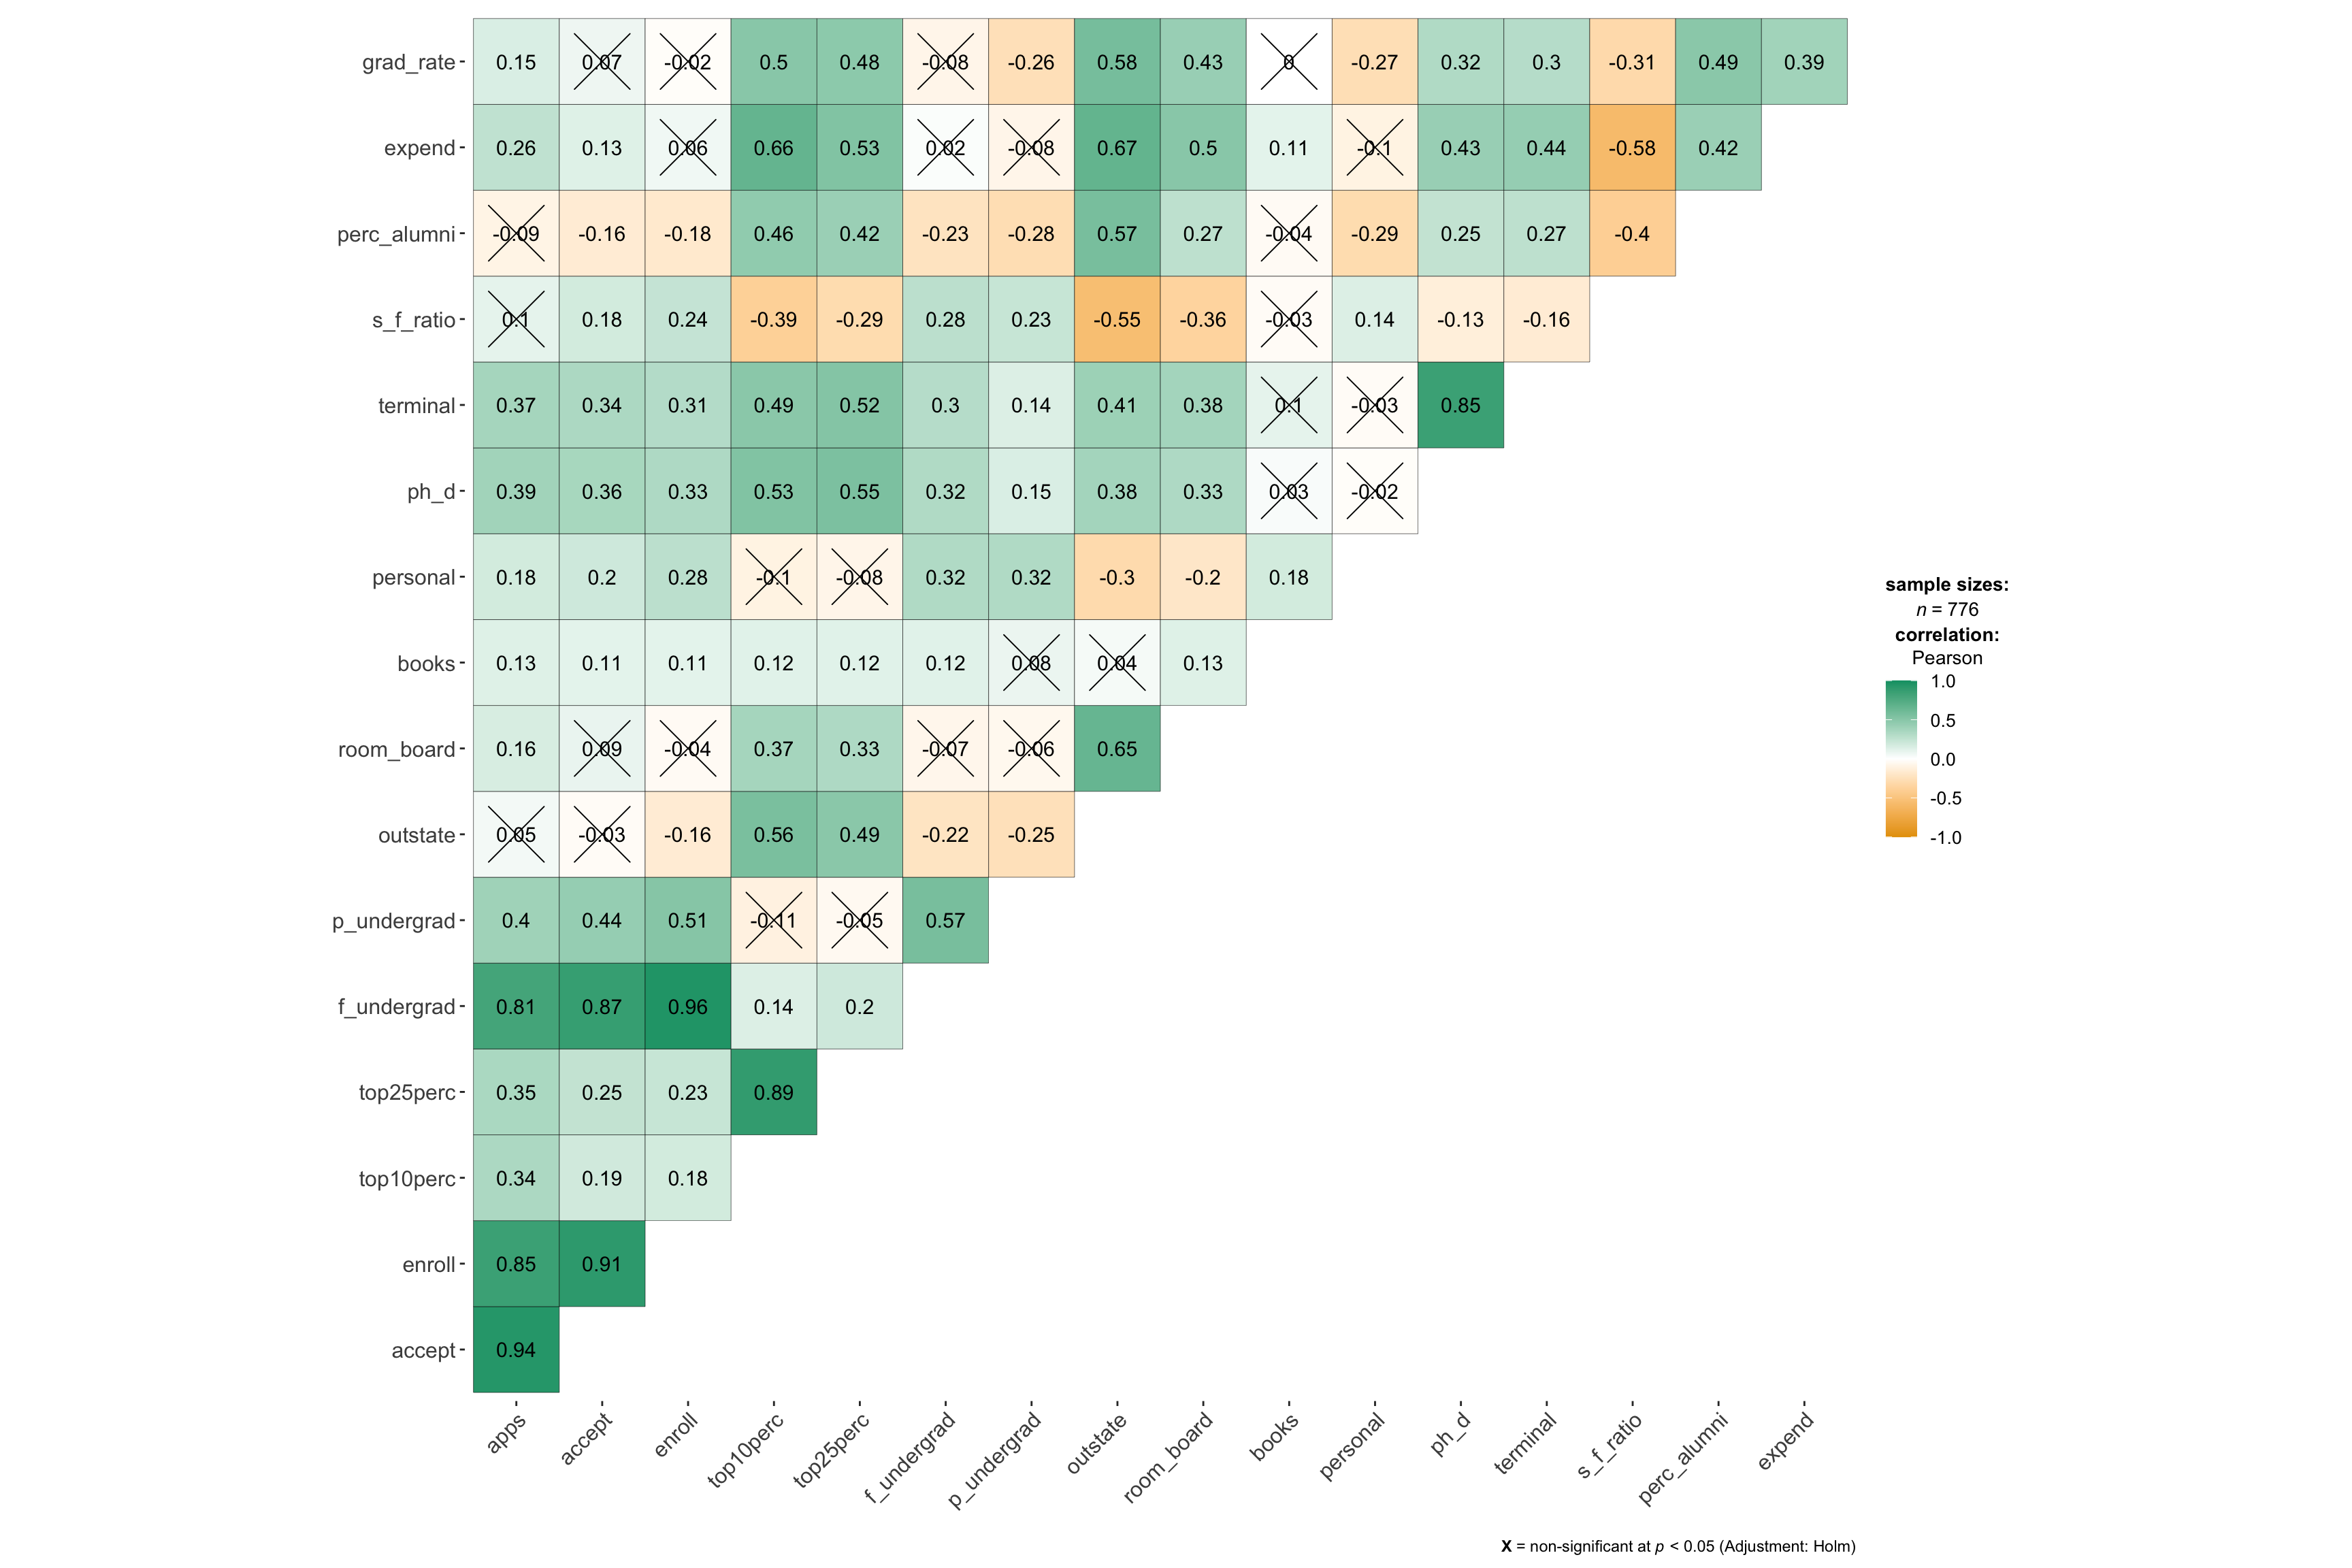 grad_rate 0.15 0.07 -0.02 0.5 0.48 -0.08 -0.26 0.58 0.43 0 -0.27 0.32 0.3 -0.31 0.49 0.39
expend 0.26 0.13 0.06 0.66 0.53 0.02 -0.08 0.67 0.5 0.11 -0.1 0.43 0.44 -0.58 0.42
perc_alumni -0.09 -0.16 -0.18 0.46 0.42 -0.23 -0.28 0.57 0.27 -0.04 -0.29 0.25 0.27 -0.4
s_f_ratio 0.1 0.18 0.24 -0.39 -0.29 0.28 0.23 -0.55 -0.36 -0.03 0.14 -0.13 -0.16
terminal 0.37 0.34 0.31 0.49 0.52 0.3 0.14 0.41 0.38 0.1 -0.03 0.85
ph_d 0.39 0.36 0.33 0.53 0.55 0.32 0.15 0.38 0.33 0.03 -0.02
personal 0.18 0.2 0.28 -0.1 -0.08 0.32 0.32 -0.3 -0.2 0.18
books 0.13 0.11 0.11 0.12 0.12 0.12 0.08 0.04 0.13
room_board 0.16 0.09 -0.04 0.37 0.33 -0.07 -0.06 0.65
outstate 0.05 -0.03 -0.16 0.56 0.49 -0.22 -0.25
p_undergrad 0.4 0.44 0.51 -0.11 -0.05 0.57
f_undergrad 0.81 0.87 0.96 0.14 0.2
top25perc 0.35 0.25 0.23 0.89
top10perc 0.34 0.19 0.18
enroll 0.85 0.91
accept 0.94
apps accept enroll top10perc top25perc f_undergrad p_undergrad outstate room_board books personal ph_d terminal s_f_ratio perc_alumni expend
sample sizes:
n = 776
correlation:
Pearson
1.0
0.5
0.0
-0.5
-1.0
X = non-significant at p < 0.05 (Adjustment: Holm)